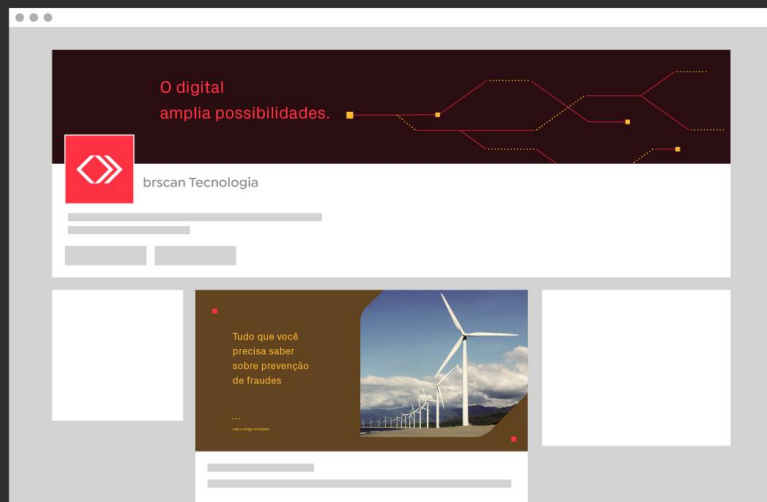 O digital
amplia possibilidades.
brscan Tecnologia
Tudo que você
precisa saber
sobre prevenção
de fraudes